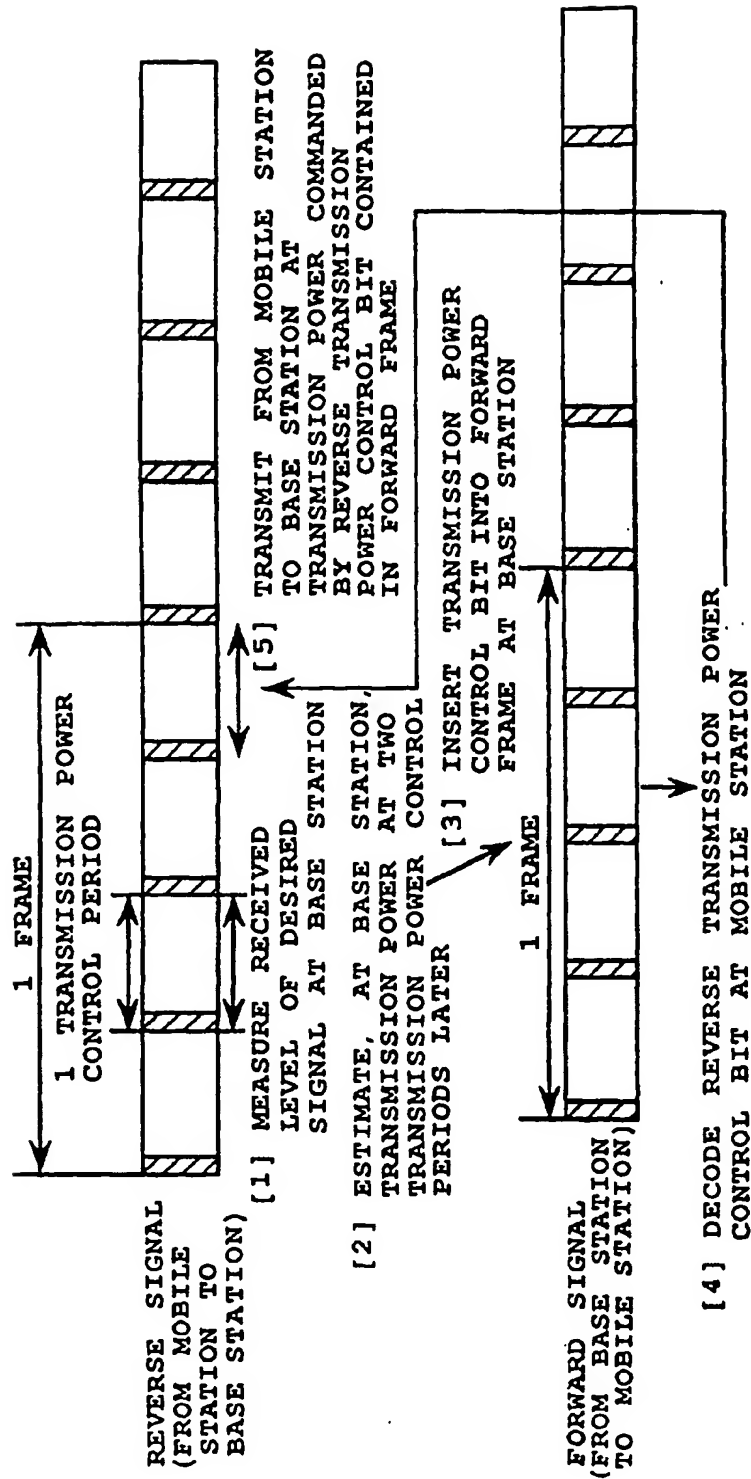 REVERSE SIGNAL
(FROM MOBILE
STATION TO
BASE STATION)
1 FRAME
1 TRANSMISSION POWER
CONTROL PERIOD
[1] MEASURE RECEIVED
LEVEL OF DESIRED
SIGNAL AT BASE STATION
[2] ESTIMATE, AT BASE STATION,
TRANSMISSION POWER AT TWO
TRANSMISSION POWER CONTROL
PERIODS LATER
[3] INSERT TRANSMISSION POWER
CONTROL BIT INTO FORWARD
FRAME AT BASE STATION
[5] TRANSMIT FROM MOBILE STATION
TO BASE STATION AT
TRANSMISSION POWER COMMANDED
BY REVERSE TRANSMISSION
POWER CONTROL BIT CONTAINED
IN FORWARD FRAME
FORWARD SIGNAL
(FROM BASE STATION
TO MOBILE STATION)
1 FRAME
[4] DECODE REVERSE TRANSMISSION POWER
CONTROL BIT AT MOBILE STATION